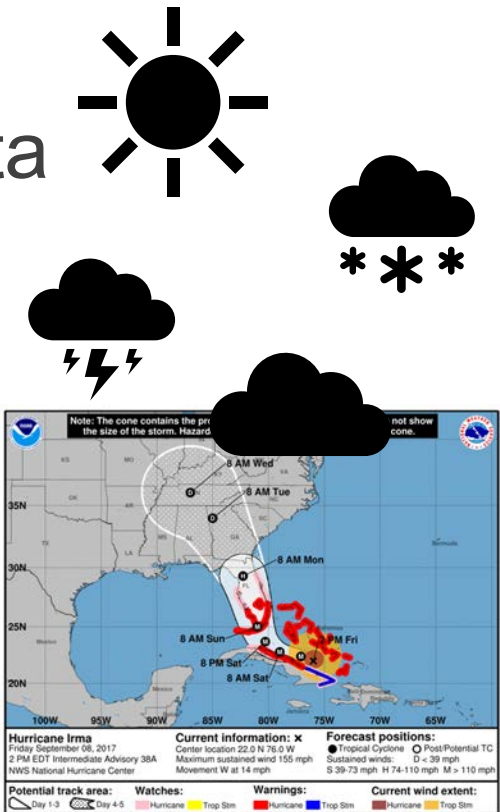 ta
Note: The cone contains the pro not show
the size of the storm. Hazard cone.
8 AM Wed
8 AM Tue
35N
30N
8 AM Mon
Bermuda
25N
8 AM Sun
PM Fri
8 PM Sat
8 AM Sat
Mexico
20N
100W 95W 90W 85W 80W 75W 70W 65W
Hurricane Irma
Friday September 08, 2017
2 PM EDT Intermediate Advisory 38A
NWS National Hurricane Center
Current information: x
Center location 22.0 N 76.0 W
Maximum sustained wind 155 mph
Movement W at 14 mph
Forecast positions:
Tropical Cyclone Post/Potential TC
Sustained winds: D < 39 mph
S 39-73 mph H 74-110 mph M > 110 mph
Potential track area:
Day 1-3 Day 4-5
Watches:
Hurricane Trop Stm
Warnings:
Hurricane Trop Stm
Current wind extent:
Hurricane Trop Stm